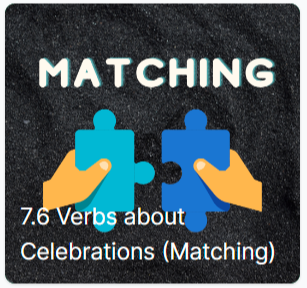 MATCHING
7.6 Verbs about
Celebrations (Matching)